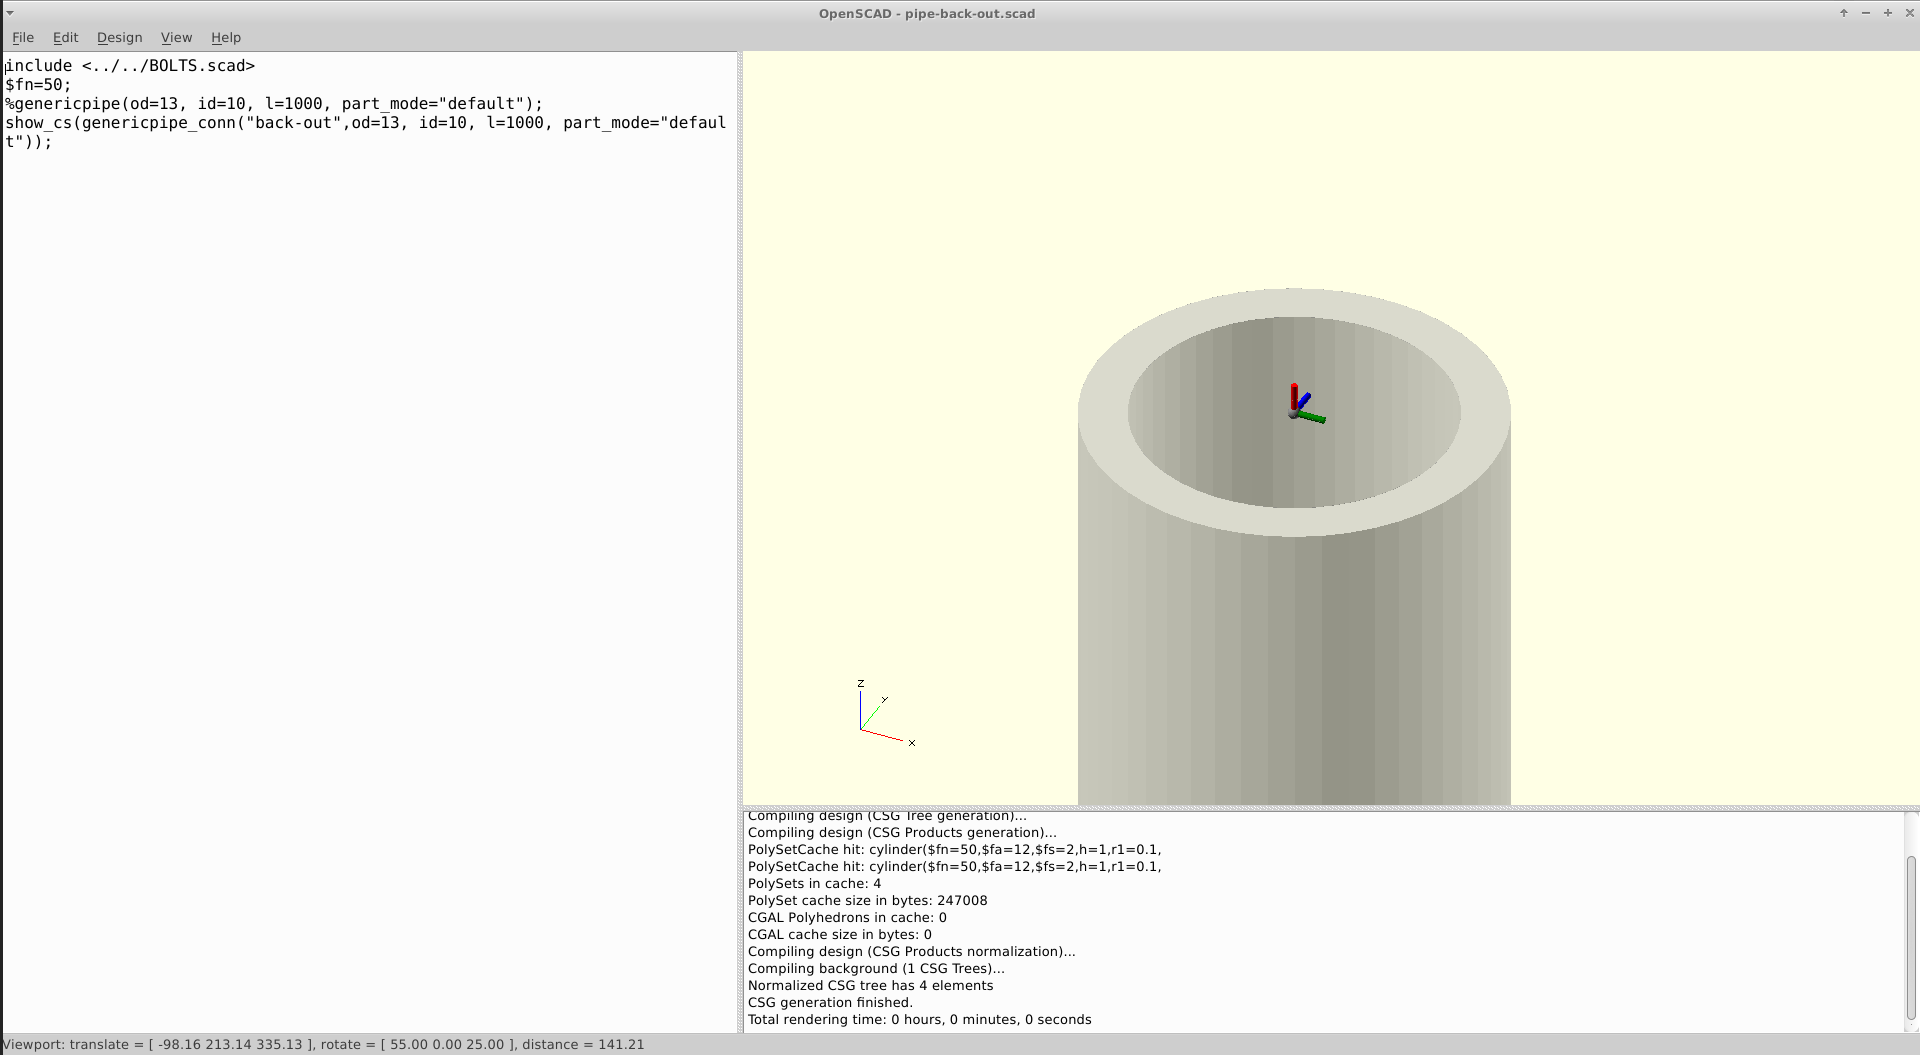 OpenSCAD - pipe-back-out.scad
File Edit Design View Help
include <../../BOLTS.scad>
$fn=50;
%genericpipe(od=13, id=10, l=1000, part_mode="default");
show_cs(genericpipe_conn("back-out",od=13, id=10, l=1000, part_mode="defaul
t"));
Z
Y
X
Compiling design (CSG Tree generation)...
Compiling design (CSG Products generation)...
PolySetCache hit: cylinder($fn=50,$fa=12,$fs=2,h=1,r1=0.1,
PolySetCache hit: cylinder($fn=50,$fa=12,$fs=2,h=1,r1=0.1,
PolySets in cache: 4
PolySet cache size in bytes: 247008
CGAL Polyhedrons in cache: 0
CGAL cache size in bytes: 0
Compiling design (CSG Products normalization)...
Compiling background (1 CSG Trees)...
Normalized CSG tree has 4 elements
CSG generation finished.
Total rendering time: 0 hours, 0 minutes, 0 seconds
Viewport: translate = [ -98.16 213.14 335.13 ], rotate = [ 55.00 0.00 25.00 ], distance = 141.21